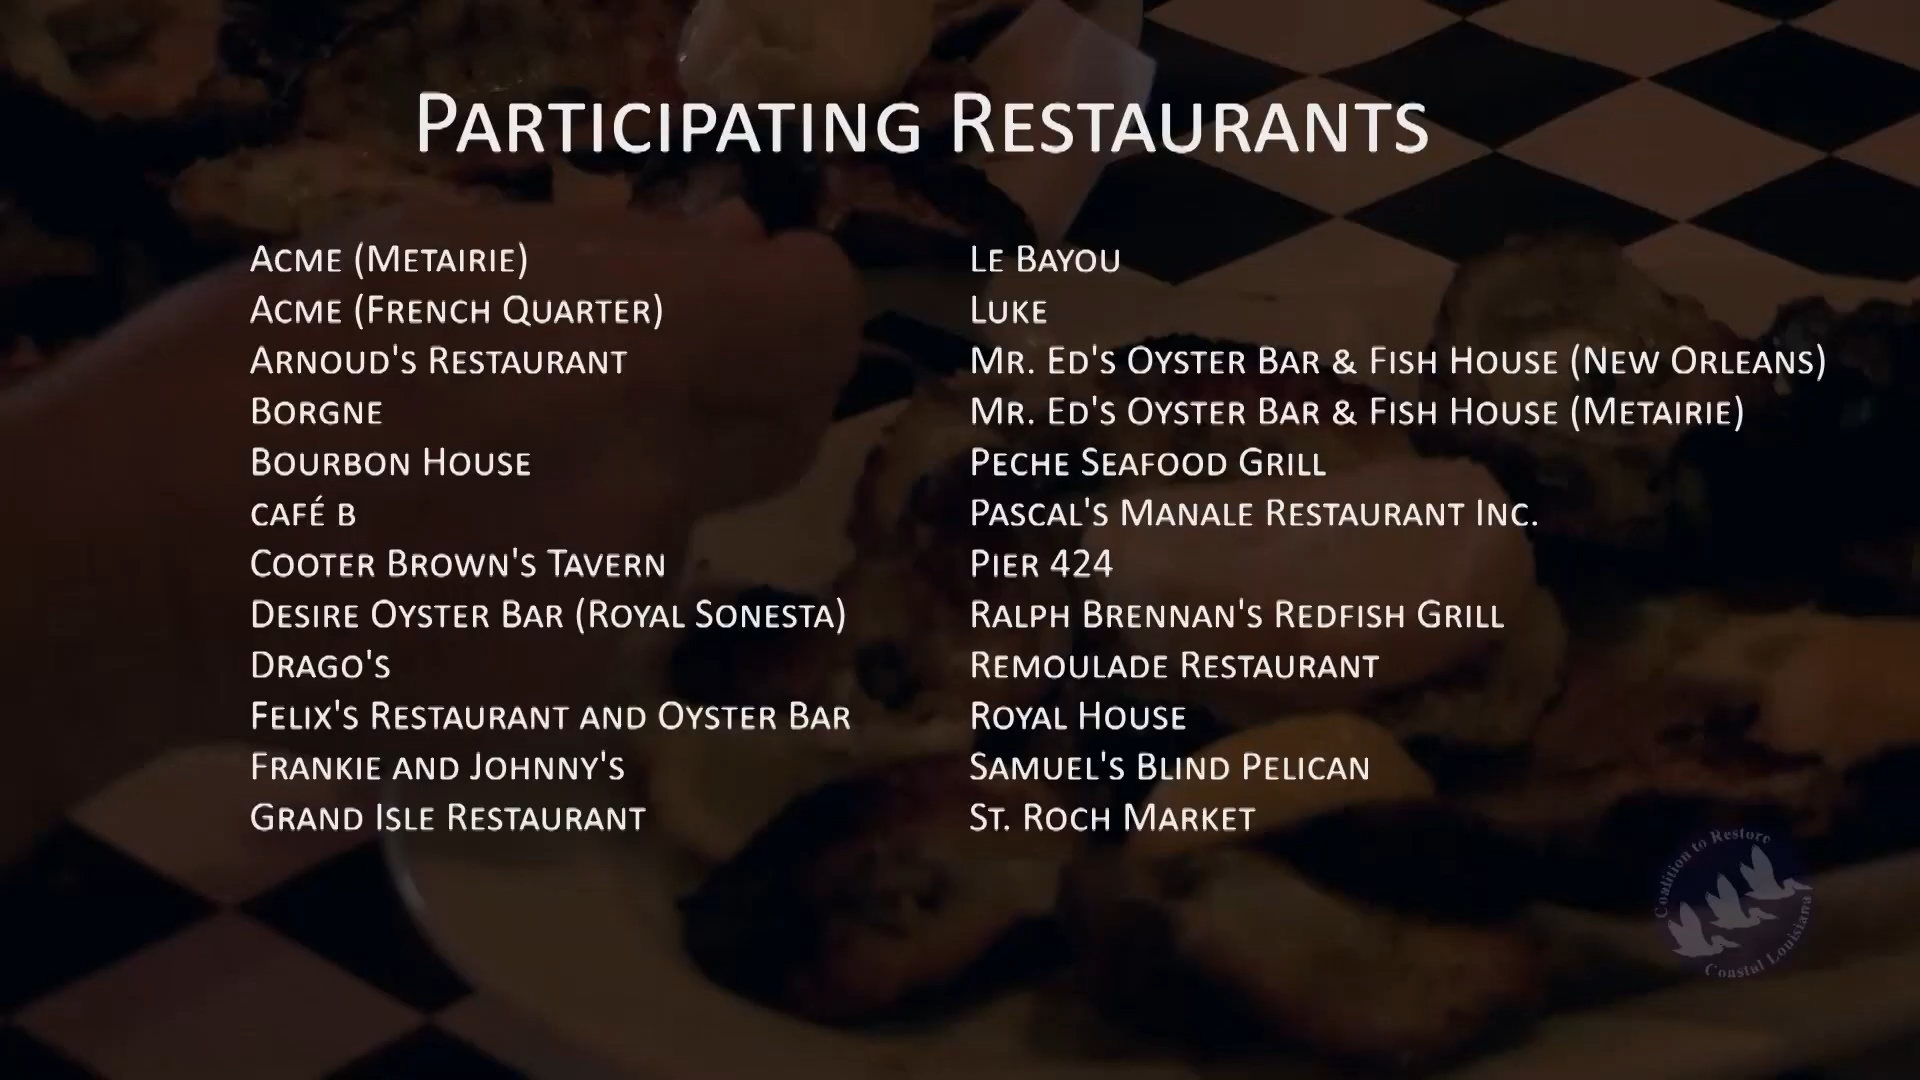 Participating Restaurants
Acme (Metairie)
Acme (French Quarter)
Arnoud's Restaurant
Borgne
Bourbon House
café b
Cooter Brown's Tavern
Desire Oyster Bar (Royal Sonesta)
Drago's
Felix's Restaurant and Oyster Bar
Frankie and Johnny's
Grand Isle Restaurant
Le Bayou
Luke
Mr. Ed's Oyster Bar & Fish House (New Orleans)
Mr. Ed's Oyster Bar & Fish House (Metairie)
Peche Seafood Grill
Pascal's Manale Restaurant Inc.
Pier 424
Ralph Brennan's Redfish Grill
Remoulade Restaurant
Royal House
Samuel's Blind Pelican
St. Roch Market
Coalition to Restore
Coastal Louisiana